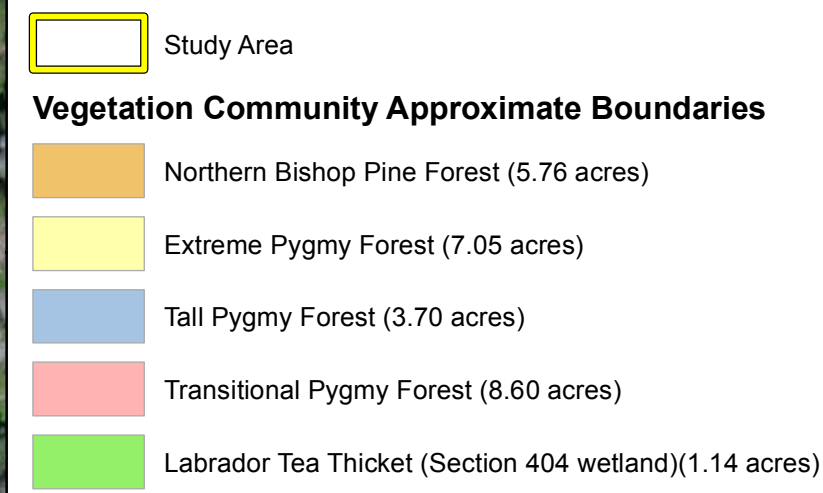 Study Area
Vegetation Community Approximate Boundaries
Northern Bishop Pine Forest (5.76 acres)
Extreme Pygmy Forest (7.05 acres)
Tall Pygmy Forest (3.70 acres)
Transitional Pygmy Forest (8.60 acres)
Labrador Tea Thicket (Section 404 wetland)(1.14 acres)